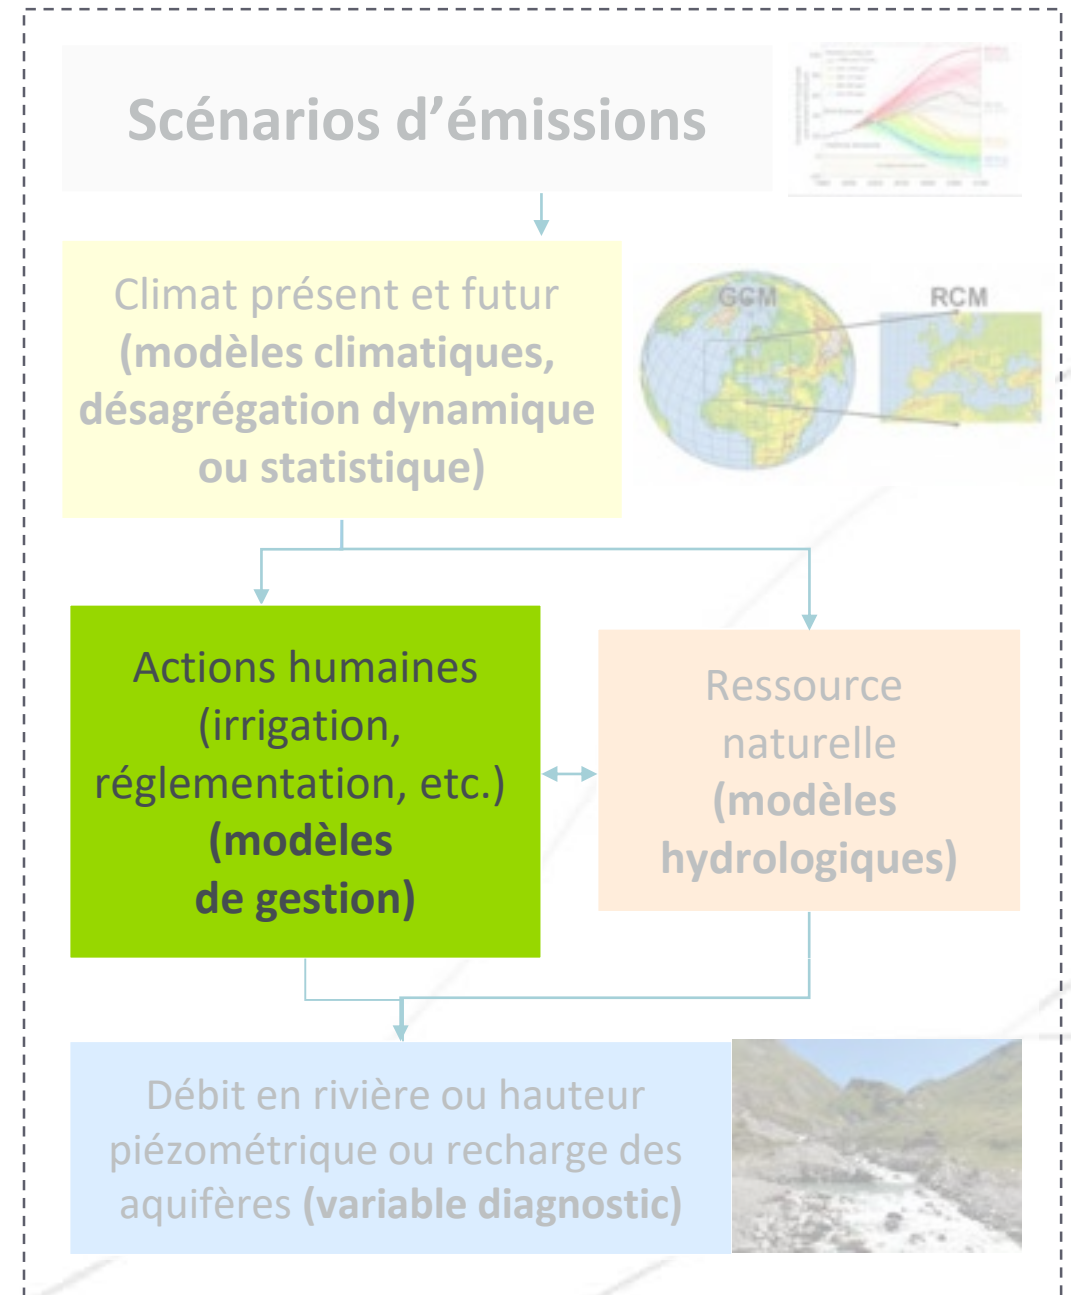 Scénarios d'émissions
Climat présent et futur
(modèles climatiques,
désagrégation dynamique
ou statistique)
GCM
RCM
Actions humaines
(irrigation,
réglementation, etc.)
(modèles
de gestion)
Ressource
naturelle
(modèles
hydrologiques)
Débit en rivière ou hauteur
piézométrique ou recharge des
aquifères (variable diagnostic)